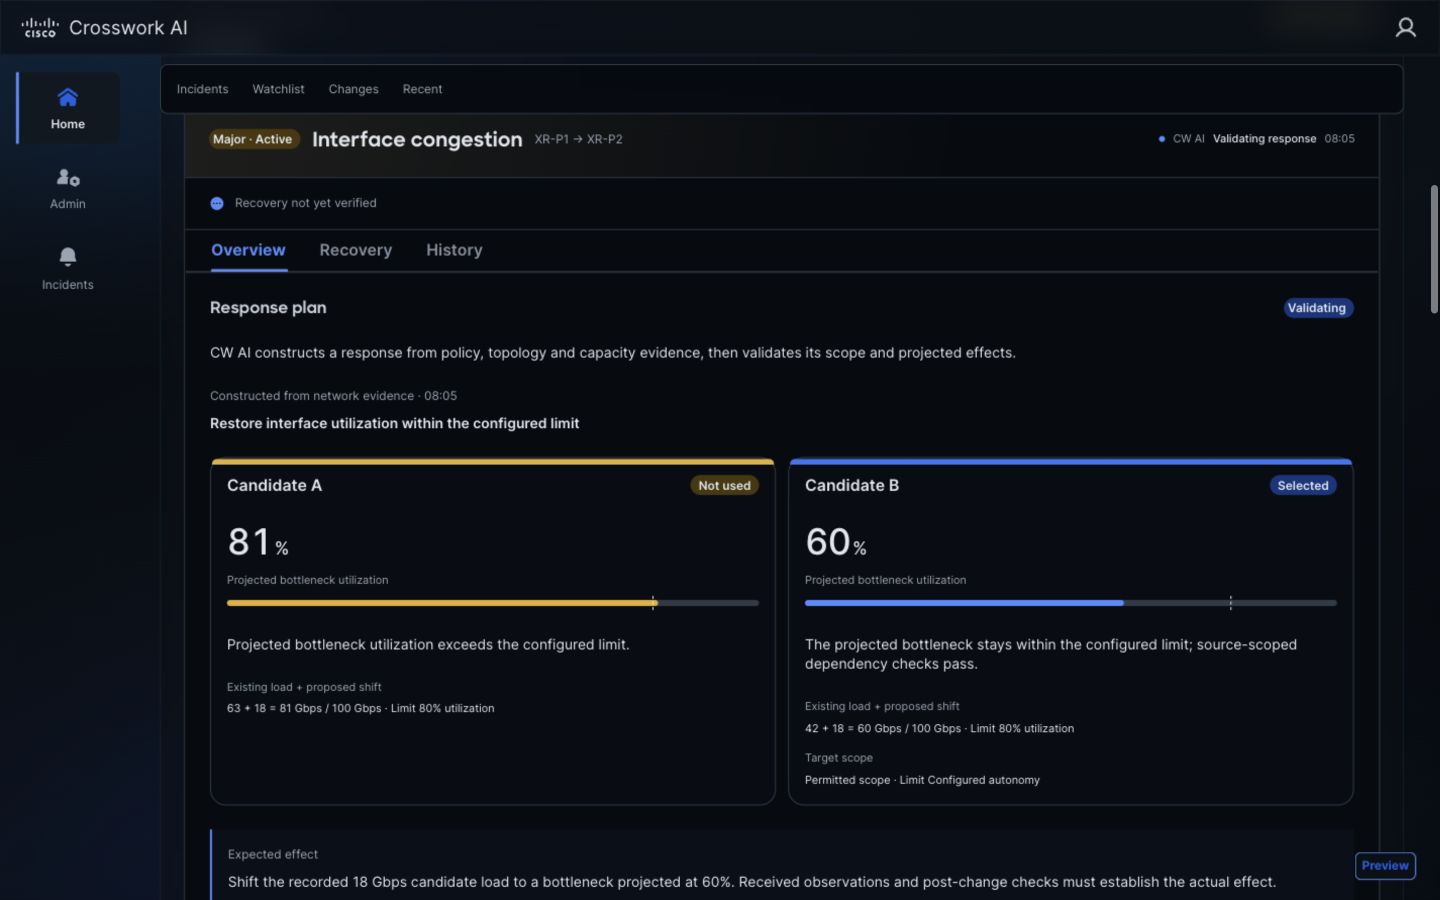 CISCO Crosswork AI
Home
Admin
Incidents
Incidents Watchlist Changes Recent
Major · Active Interface congestion XR-P1 → XR-P2 CW AI Validating response 08:05
Recovery not yet verified
Overview Recovery History
Response plan Validating
CW AI constructs a response from policy, topology and capacity evidence, then validates its scope and projected effects.
Constructed from network evidence · 08:05
Restore interface utilization within the configured limit
Candidate A Not used
81 %
Projected bottleneck utilization
Projected bottleneck utilization exceeds the configured limit.
Existing load + proposed shift
63 + 18 = 81 Gbps / 100 Gbps · Limit 80% utilization
Candidate B Selected
60 %
Projected bottleneck utilization
The projected bottleneck stays within the configured limit; source-scoped
dependency checks pass.
Existing load + proposed shift
42 + 18 = 60 Gbps / 100 Gbps · Limit 80% utilization
Target scope
Permitted scope · Limit Configured autonomy
Expected effect
Shift the recorded 18 Gbps candidate load to a bottleneck projected at 60%. Received observations and post-change checks must establish the actual effect.
Preview